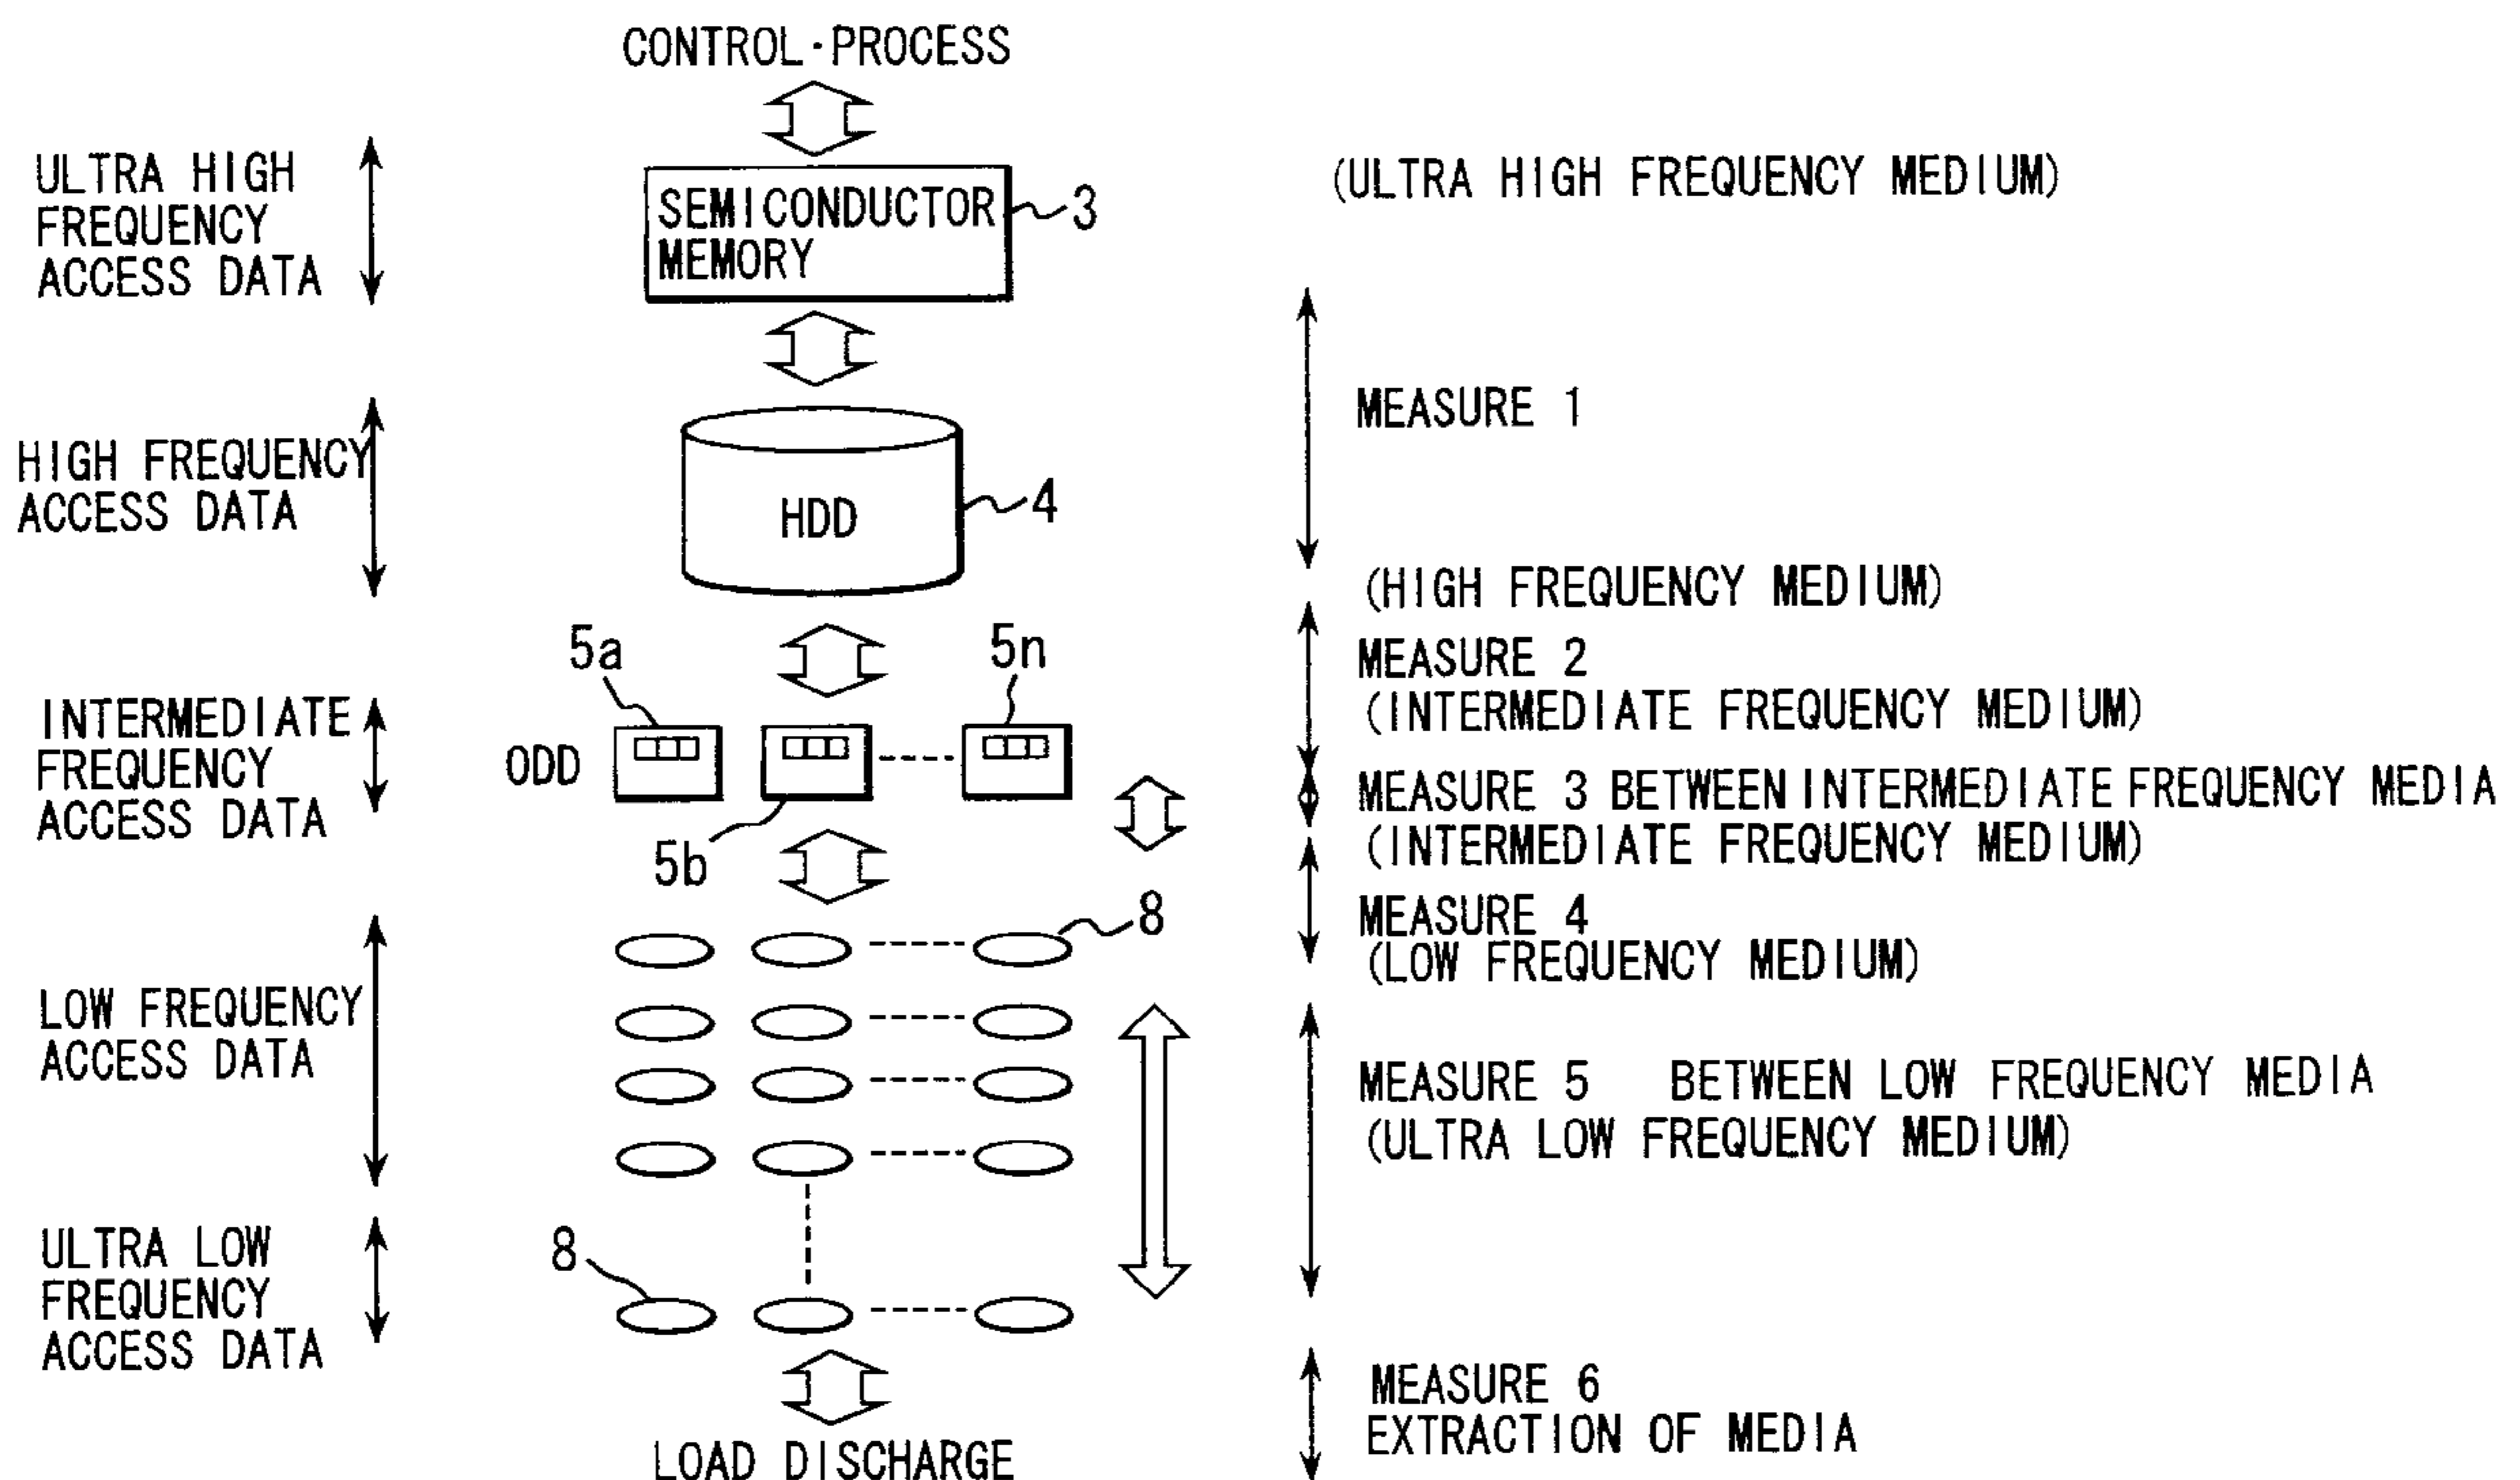 CONTROL·PROCESS
ULTRA HIGH
FREQUENCY
ACCESS DATA
SEMICONDUCTOR
MEMORY
3
(ULTRA HIGH FREQUENCY MEDIUM)
MEASURE 1
HIGH FREQUENCY
ACCESS DATA
HDD
4
(HIGH FREQUENCY MEDIUM)
MEASURE 2
(INTERMEDIATE FREQUENCY MEDIUM)
5a
5n
INTERMEDIATE
FREQUENCY
ACCESS DATA
ODD
5b
MEASURE 3 BETWEEN INTERMEDIATE FREQUENCY MEDIA
(INTERMEDIATE FREQUENCY MEDIUM)
8
MEASURE 4
(LOW FREQUENCY MEDIUM)
LOW FREQUENCY
ACCESS DATA
MEASURE 5 BETWEEN LOW FREQUENCY MEDIA
(ULTRA LOW FREQUENCY MEDIUM)
ULTRA LOW
FREQUENCY
ACCESS DATA
8
MEASURE 6
EXTRACTION OF MEDIA
LOAD DISCHARGE